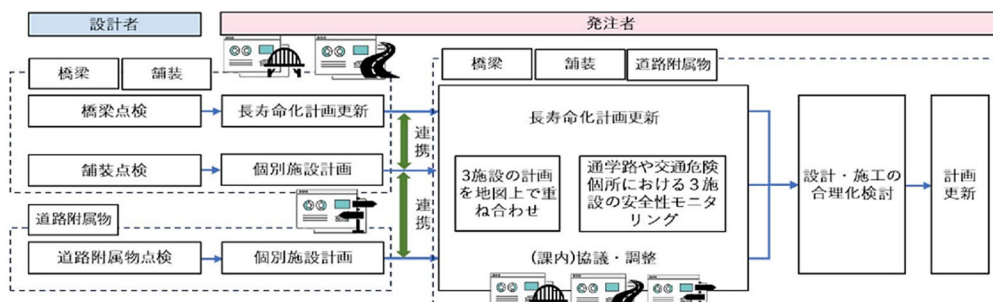 設計者
発注者
橋梁
舗装
橋梁
舗装
道路附属物
橋梁点検
長寿命化計画更新
連携
長寿命化計画更新
舗装点検
個別施設計画
3施設の計画
を地図上で重
ね合わせ
通学路や交通危険
個所における３施
設の安全性モニタ
リング
設計・施工の
合理化検討
計画
更新
道路附属物
連携
道路附属物点検
個別施設計画
(課内)協議・調整